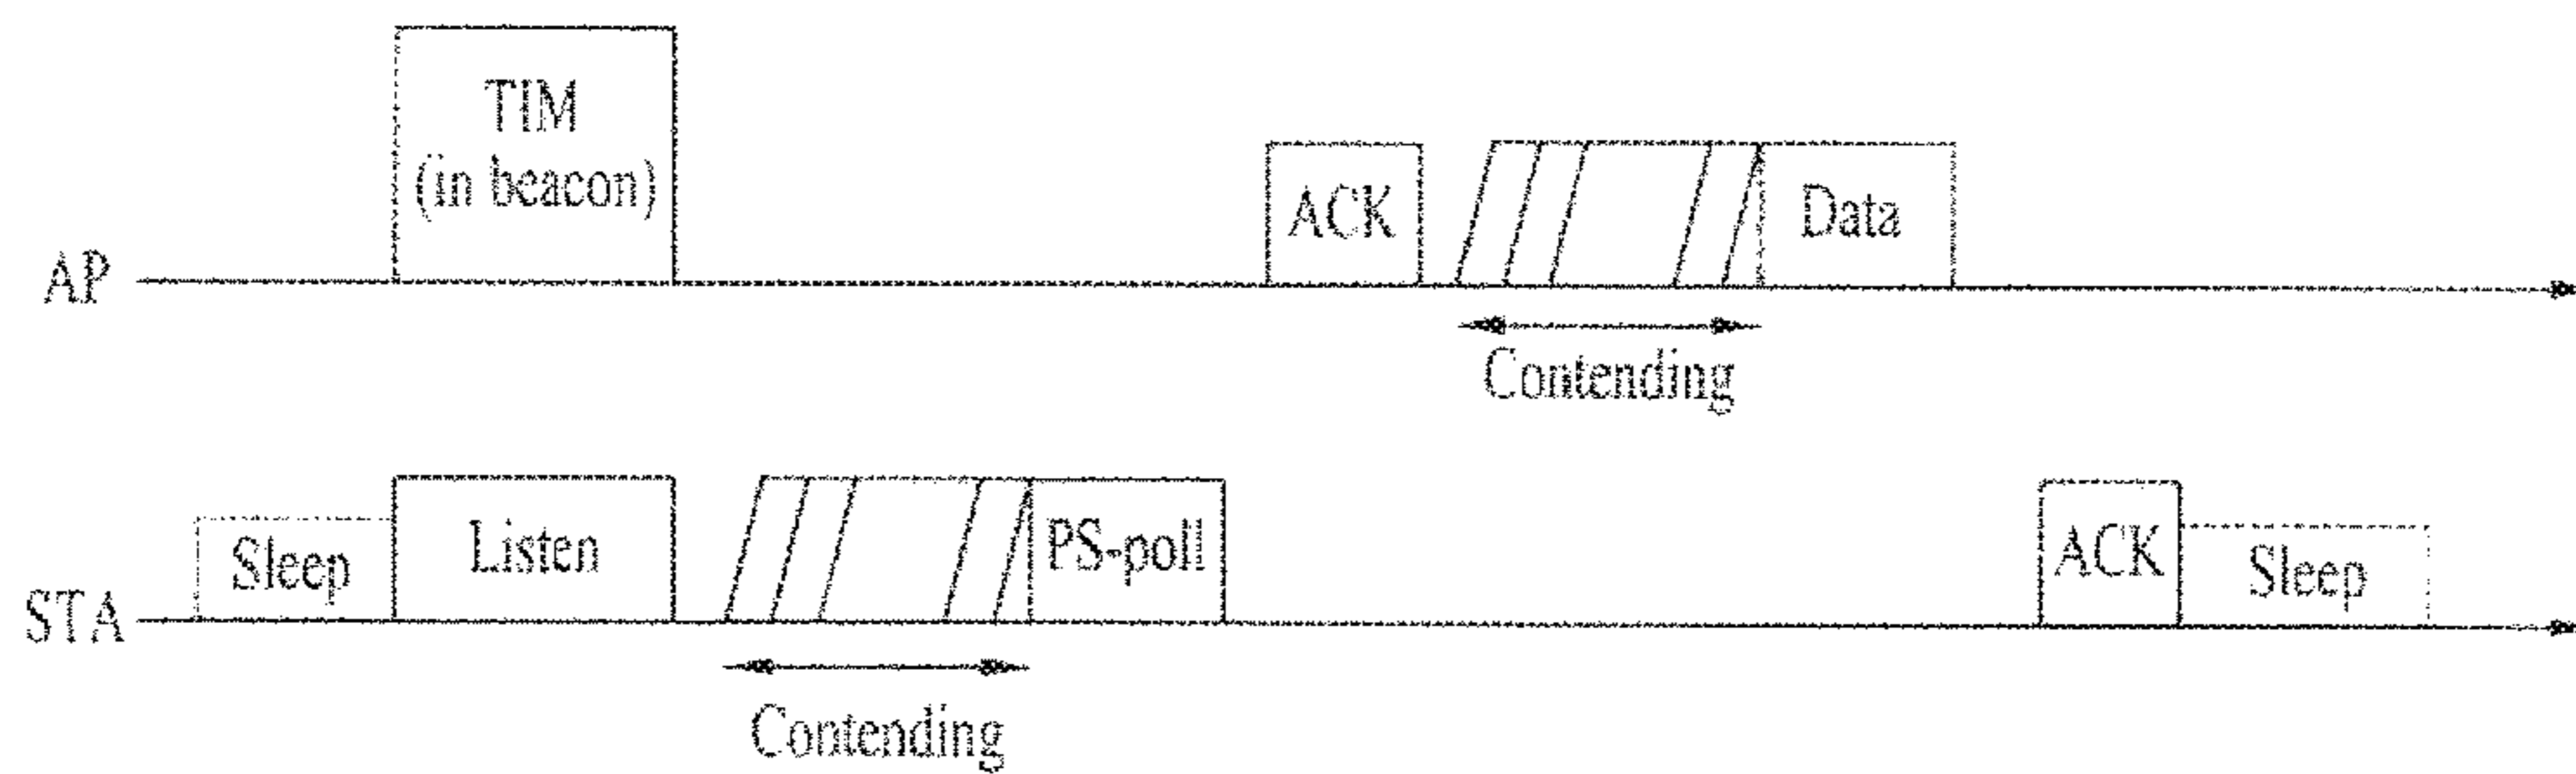 TIM
(in beacon)
ACK
Data
AP
Contending
Sleep
Listen
PS-poll
ACK
Sleep
STA
Contending